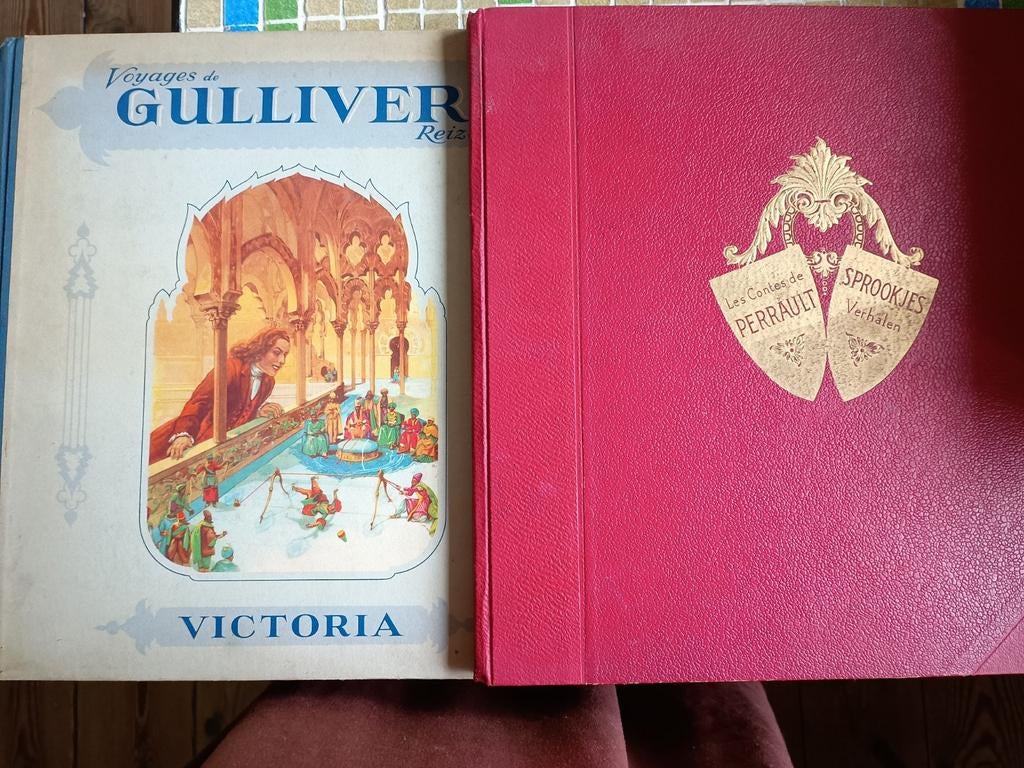 Voyages de
GULLIVER
Reiz
VICTORIA
Les Contes de
PERRAULT
SPROOKJES
Verhalen